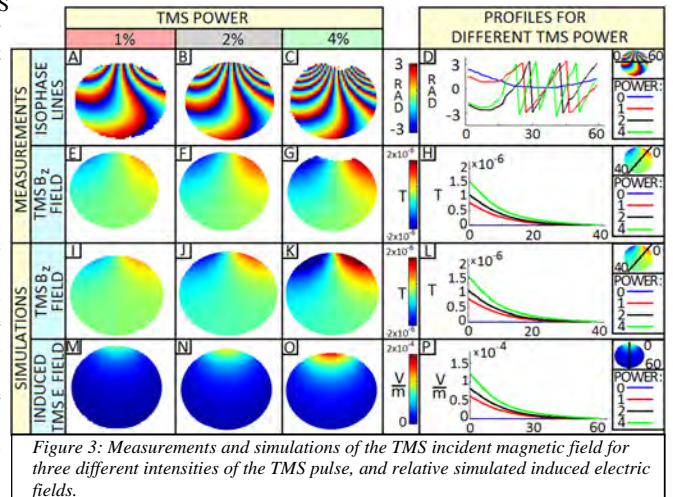 S
TMS POWER
PROFILES FOR
DIFFERENT TMS POWER
1% 2% 4%
MEASUREMENTS
ISOPHASE
LINES
A B C
3
R
A
D
-3
D
R
A
D
3
0
-3
0 30 60
0 60
POWER:
0
1
2
4
TMS Bz
FIELD
E F G
2x10⁻⁶
T
-2x10⁻⁶
H
x10⁻⁶
T
2
1.5
1
0.5
0
0 20 40
40 0
POWER:
0
1
2
4
SIMULATIONS
TMS Bz
FIELD
I J K
2x10⁻⁶
T
-2x10⁻⁶
L
x10⁻⁶
T
2
1.5
1
0.5
0
0 20 40
40 0
POWER:
0
1
2
4
INDUCED
TMS E FIELD
M N O
2x10⁻⁴
V
m
0
P
x10⁻⁴
V
m
1.5
1
0.5
0
0 30 60
0
60
POWER:
0
1
2
4
Figure 3: Measurements and simulations of the TMS incident magnetic field for
three different intensities of the TMS pulse, and relative simulated induced electric
fields.